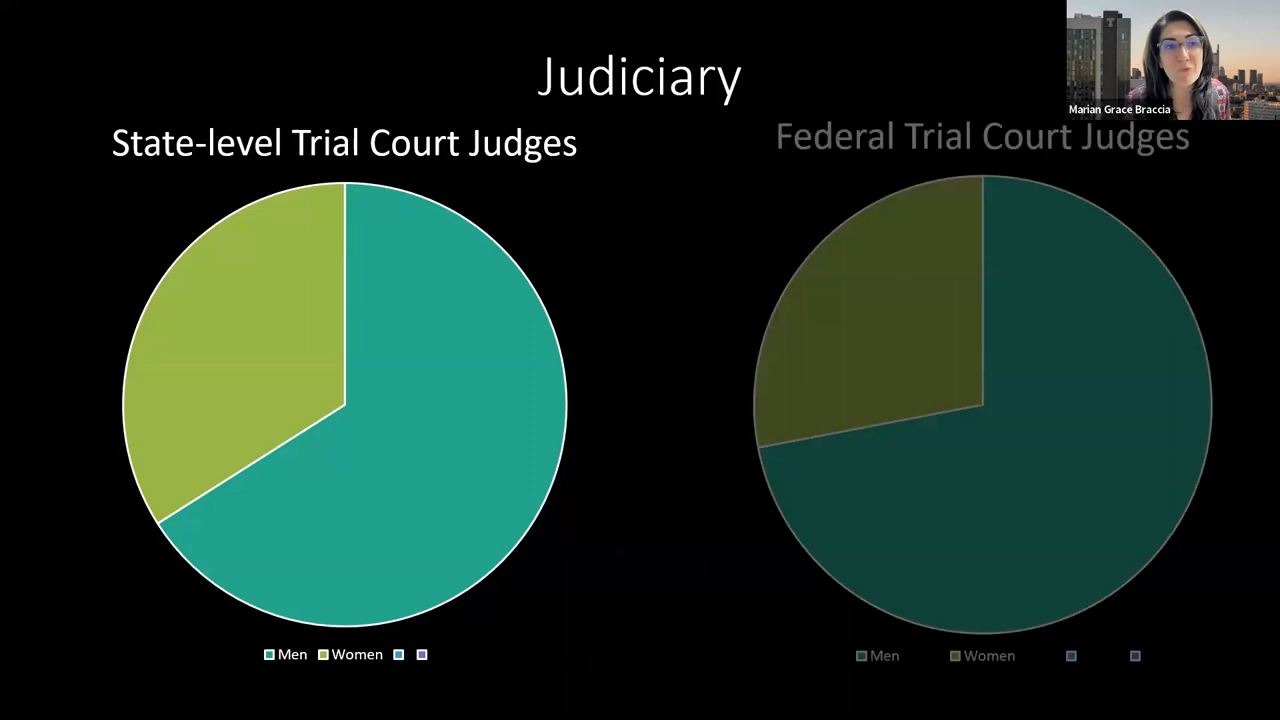 Judiciary
Marian Grace Braccia
State-level Trial Court Judges
Federal Trial Court Judges
Men Women
Men Women